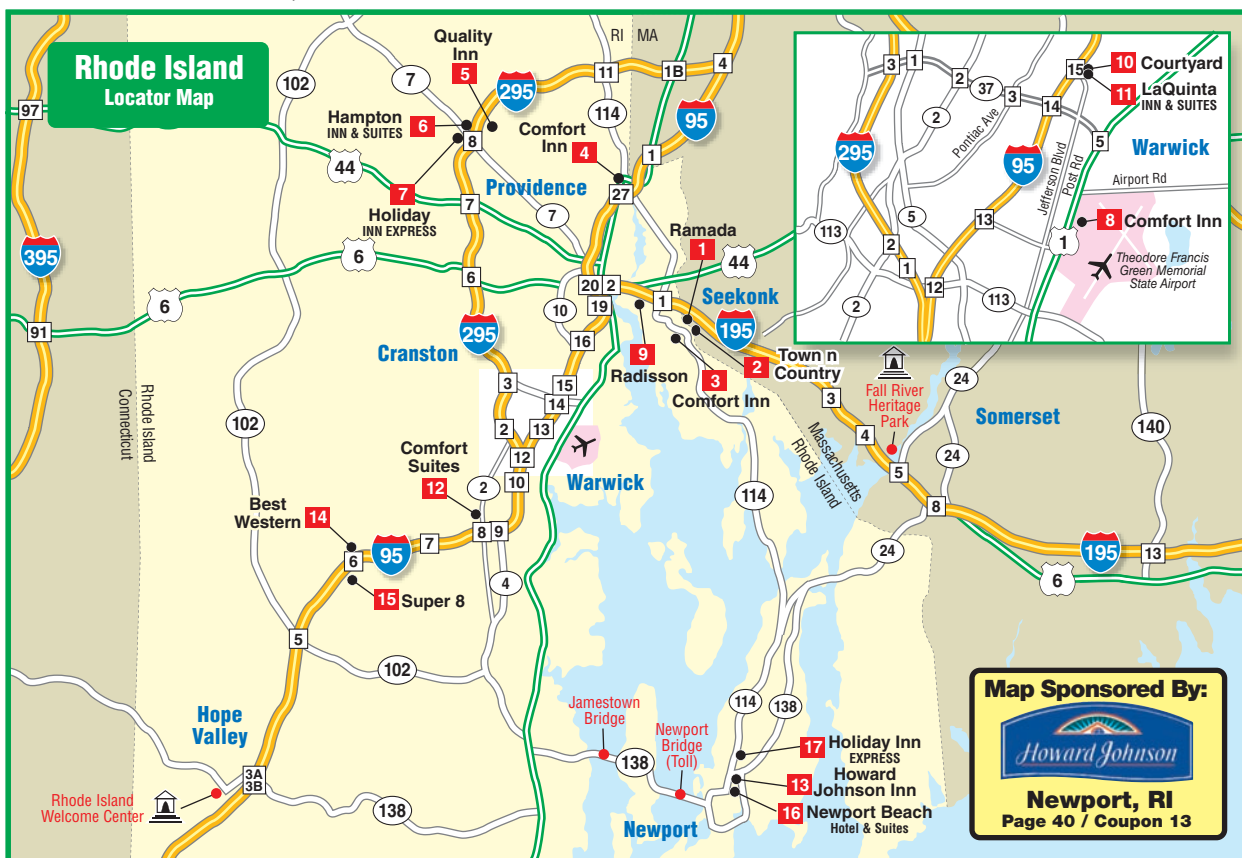 Rhode Island
Locator Map
102
7
Quality
Inn
5
295
11
RI
MA
1B
4
97
Hampton
INN & SUITES
6
8
114
95
Comfort
Inn
4
1
44
7
Holiday
INN EXPRESS
Providence
7
7
27
395
6
6
6
Ramada
1
44
91
6
20
2
19
10
1
Seekonk
195
295
Cranston
16
9
Radisson
3
Comfort Inn
2
Town n
Country
3
4
Fall River
Heritage
Park
24
Somerset
140
Rhode Island
Connecticut
102
3
15
14
2
13
12
10
Warwick
Comfort
Suites
12
2
114
Massachusetts
Rhode Island
5
24
8
Best
Western
14
6
95
7
8
9
24
195
13
6
15
Super 8
4
5
102
Hope
Valley
Jamestown
Bridge
Newport
Bridge
(Toll)
114
138
138
17
Holiday Inn
EXPRESS
13
Howard
Johnson Inn
16
Newport Beach
Hotel & Suites
Newport
3A
3B
Rhode Island
Welcome Center
138
3
1
2
37
3
15
10
Courtyard
11
LaQuinta
INN & SUITES
14
2
Pontiac Ave
5
295
95
Jefferson Blvd
Post Rd
Warwick
Airport Rd
5
13
8
Comfort Inn
113
2
1
1
12
113
2
Theodore Francis
Green Memorial
State Airport
Map Sponsored By:
Howard Johnson
Newport, RI
Page 40 / Coupon 13